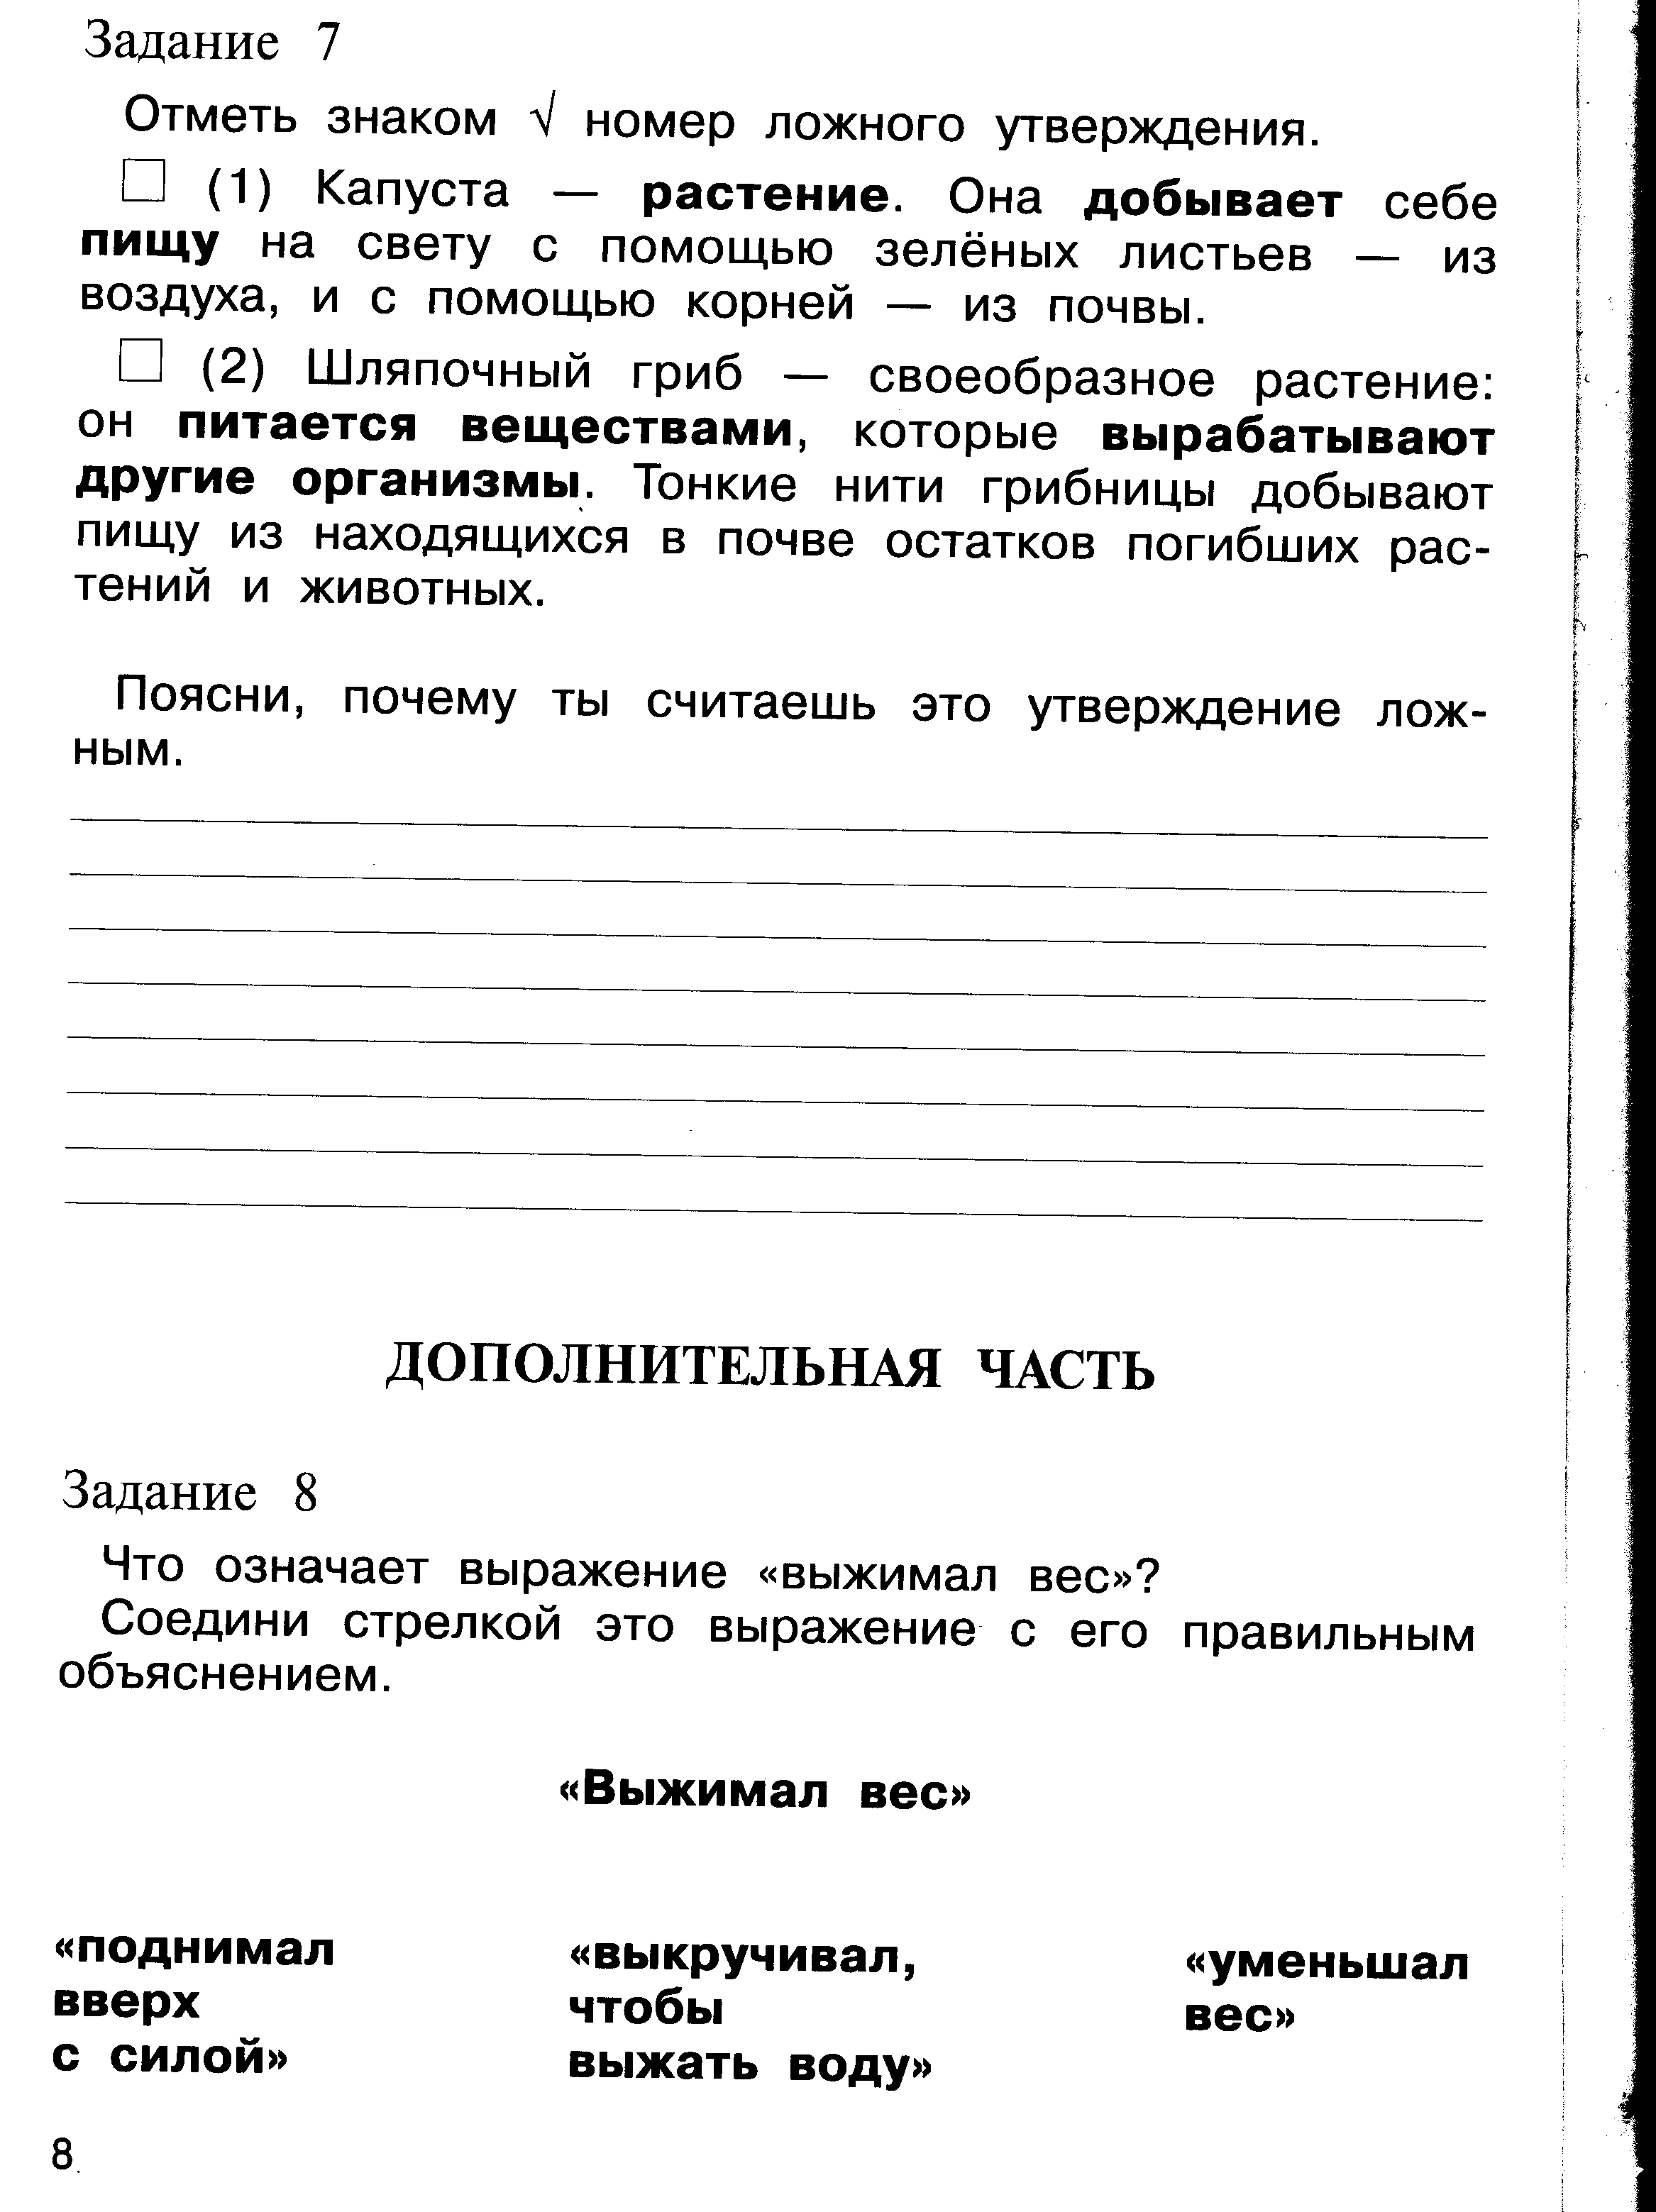 Задание 7
Отметь знаком √ номер ложного утверждения.
(1) Капуста — растение. Она добывает себе
пищу на свету с помощью зелёных листьев — из
воздуха, и с помощью корней — из почвы.
(2) Шляпочный гриб — своеобразное растение:
он питается веществами, которые вырабатывают
другие организмы. Тонкие нити грибницы добывают
пищу из находящихся в почве остатков погибших рас-
тений и животных.
Поясни, почему ты считаешь это утверждение лож-
ным.
ДОПОЛНИТЕЛЬНАЯ ЧАСТЬ
Задание 8
Что означает выражение «выжимал вес»?
Соедини стрелкой это выражение с его правильным
объяснением.
«Выжимал вес»
«поднимал
вверх
с силой»
«выкручивал,
чтобы
выжать воду»
«уменьшал
вес»
8